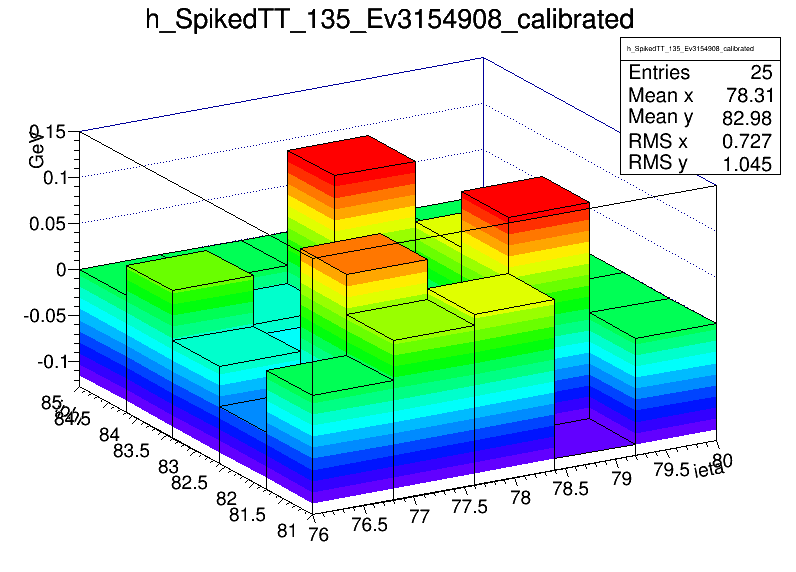 h_SpikedTT_135_Ev3154908_calibrated
h_SpikedTT_135_Ev3154908_calibrated
Entries 25
Mean x 78.31
Mean y 82.98
RMS x 0.727
RMS y 1.045
GeV
0.15
0.1
0.05
0
-0.05
-0.1
85
84.5
84
83.5
83
82.5
82
81.5
81
76
76.5
77
77.5
78
78.5
79
79.5
80
ieta